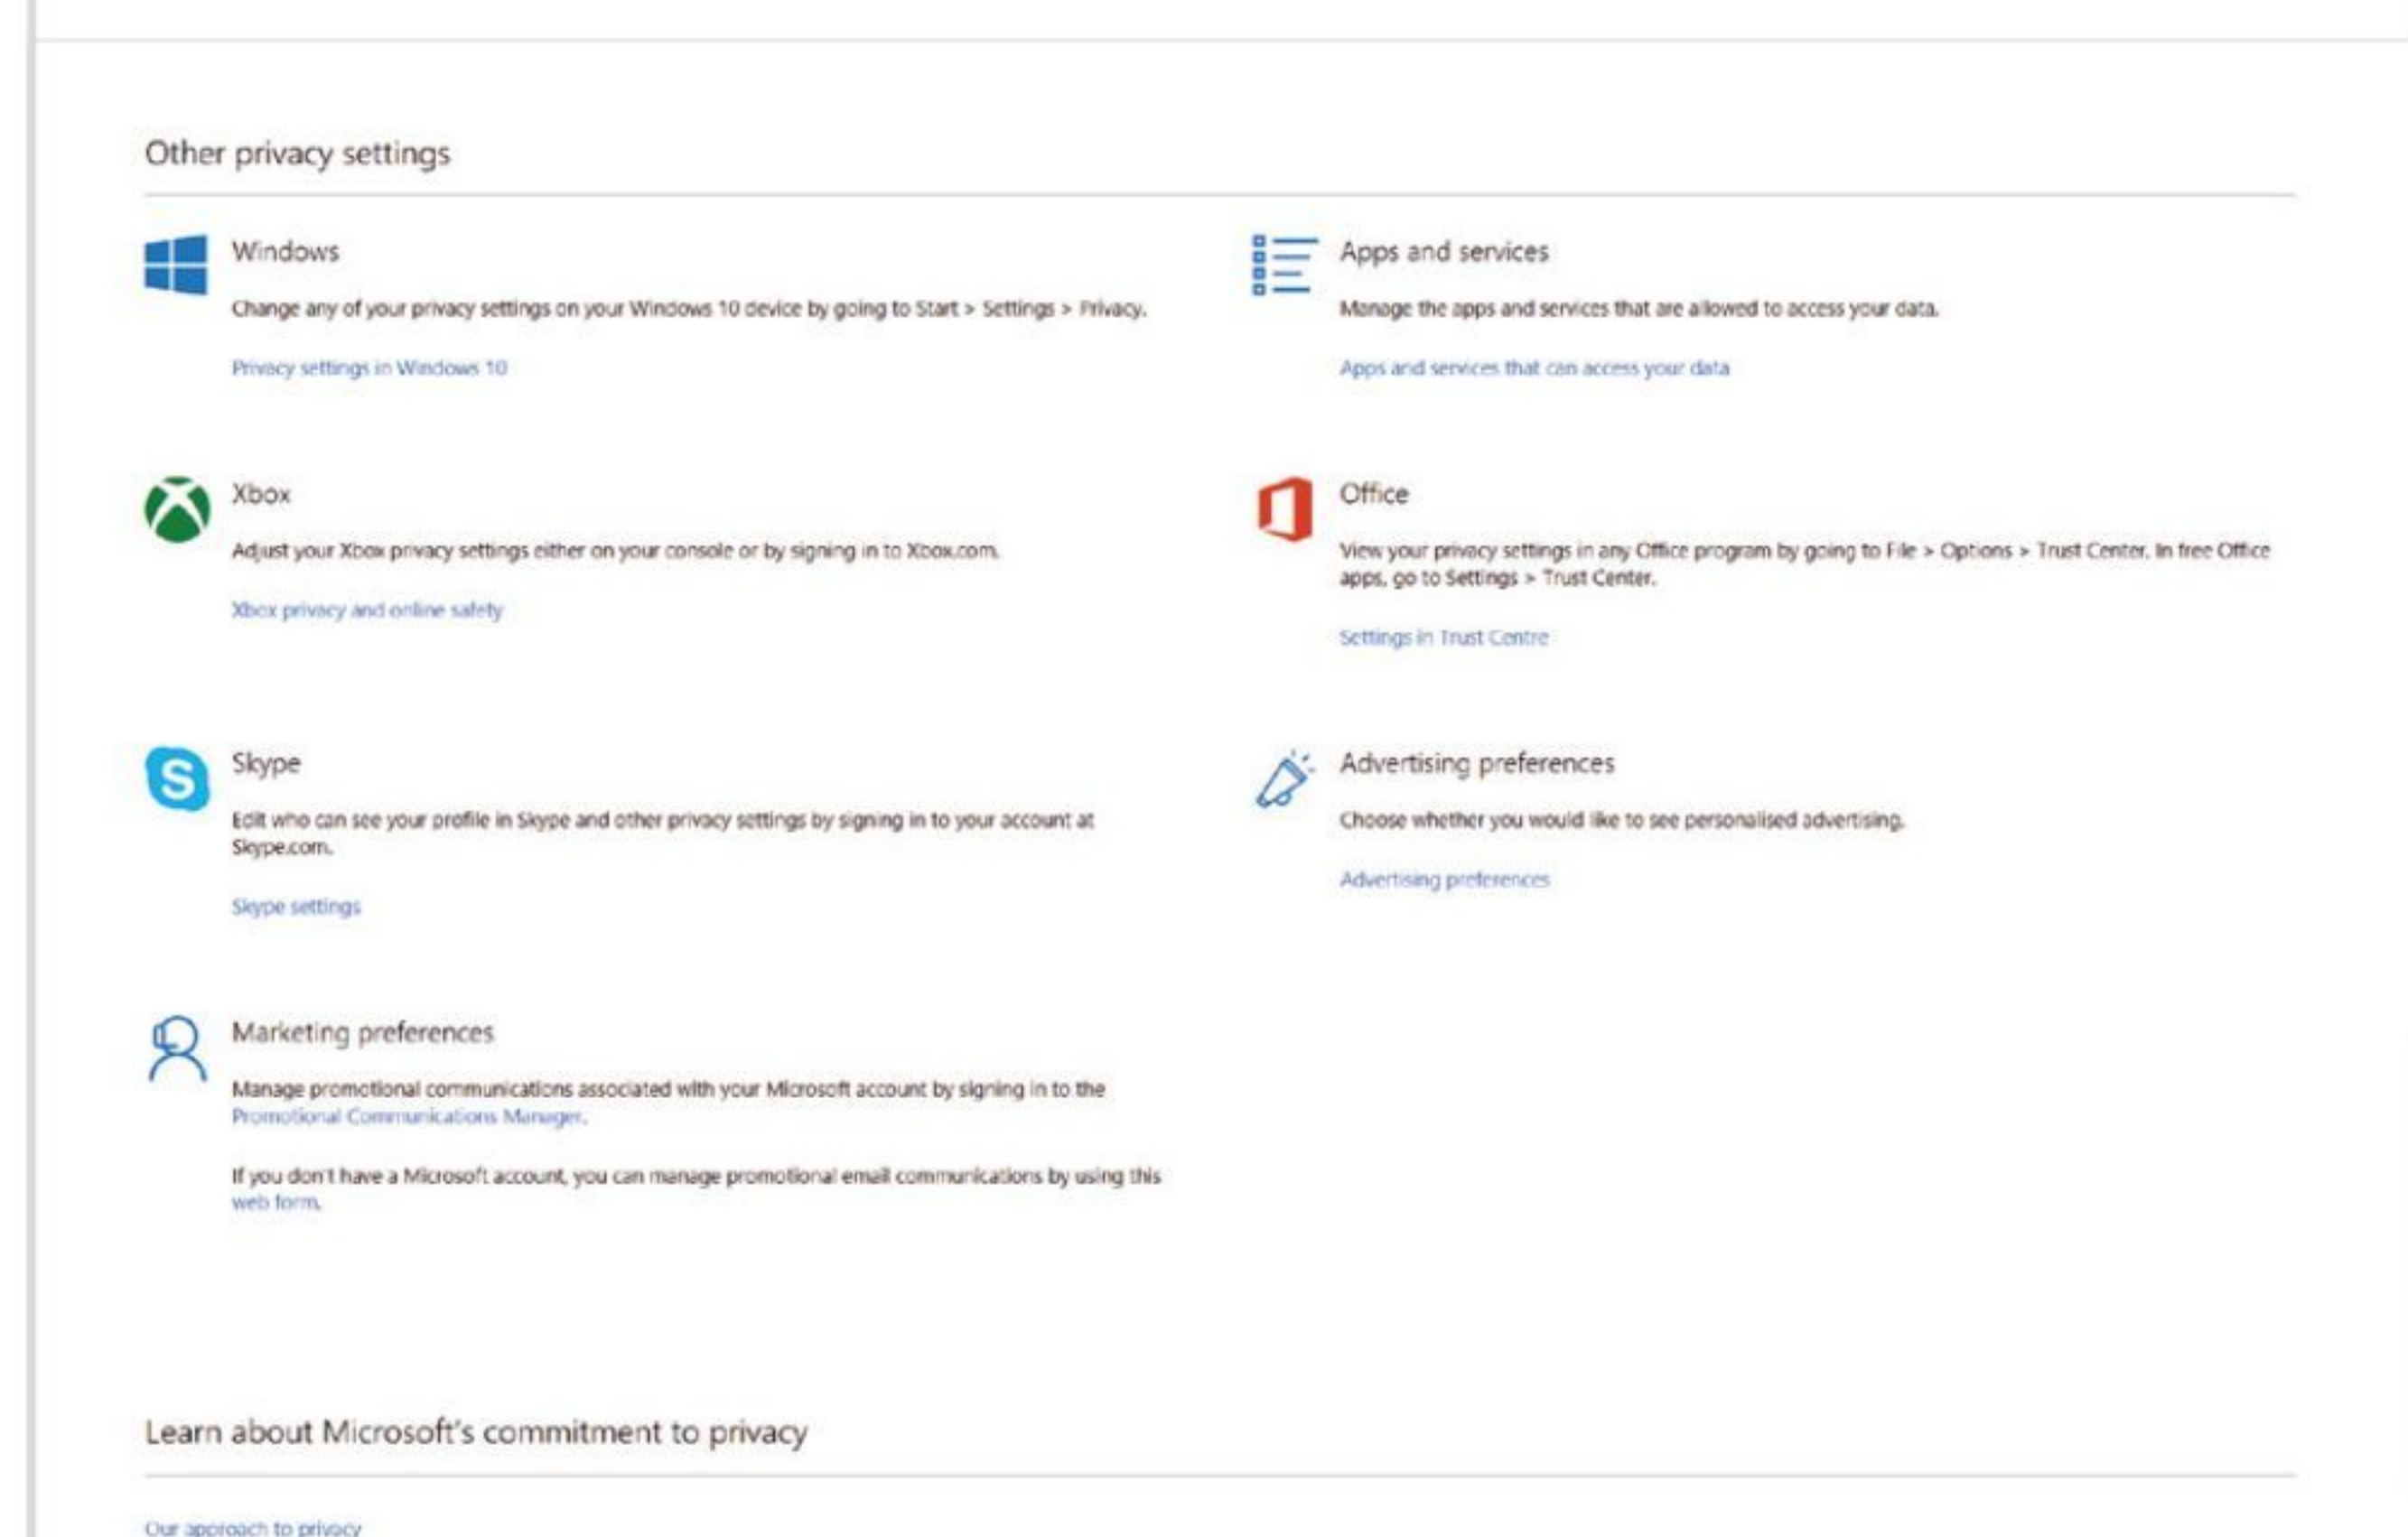 Other privacy settings
Windows
Change any of your privacy settings on your Windows 10 device by going to Start > Settings > Privacy.
Privacy settings in Windows 10
Apps and services
Manage the apps and services that are allowed to access your data.
Apps and services that can access your data
Xbox
Adjust your Xbox privacy settings either on your console or by signing in to Xbox.com.
Xbox privacy and online safety
Office
View your privacy settings in any Office program by going to File > Options > Trust Center. In free Office
apps, go to Settings > Trust Center.
Settings in Trust Centre
Skype
Edit who can see your profile in Skype and other privacy settings by signing in to your account at
Skype.com.
Skype settings
Advertising preferences
Choose whether you would like to see personalised advertising.
Advertising preferences
Marketing preferences
Manage promotional communications associated with your Microsoft account by signing in to the
Promotional Communications Manager.
If you don't have a Microsoft account, you can manage promotional email communications by using this
web form.
Learn about Microsoft's commitment to privacy
Our approach to privacy